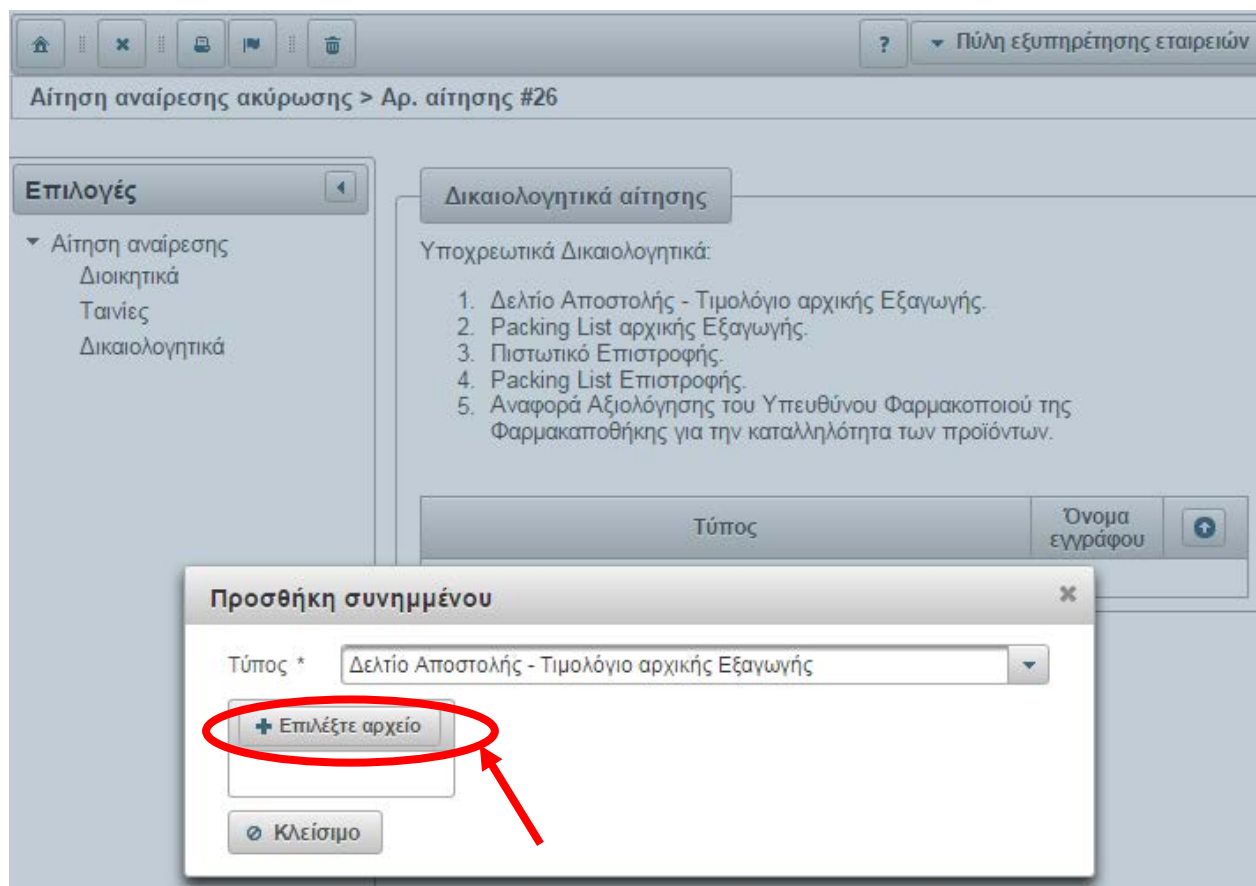 ? Πύλη εξυπηρέτησης εταιρειών
Αίτηση αναίρεσης ακύρωσης > Αρ. αίτησης #26
Επιλογές
Αίτηση αναίρεσης
Διοικητικά
Ταινίες
Δικαιολογητικά
Δικαιολογητικά αίτησης
Υποχρεωτικά Δικαιολογητικά:
1. Δελτίο Αποστολής - Τιμολόγιο αρχικής Εξαγωγής.
2. Packing List αρχικής Εξαγωγής.
3. Πιστωτικό Επιστροφής.
4. Packing List Επιστροφής.
5. Αναφορά Αξιολόγησης του Υπευθύνου Φαρμακοποιού της
Φαρμακαποθήκης για την καταλληλότητα των προϊόντων.
Τύπος
Όνομα
εγγράφου
Προσθήκη συνημμένου
Τύπος * Δελτίο Αποστολής - Τιμολόγιο αρχικής Εξαγωγής
Επιλέξτε αρχείο
Κλείσιμο